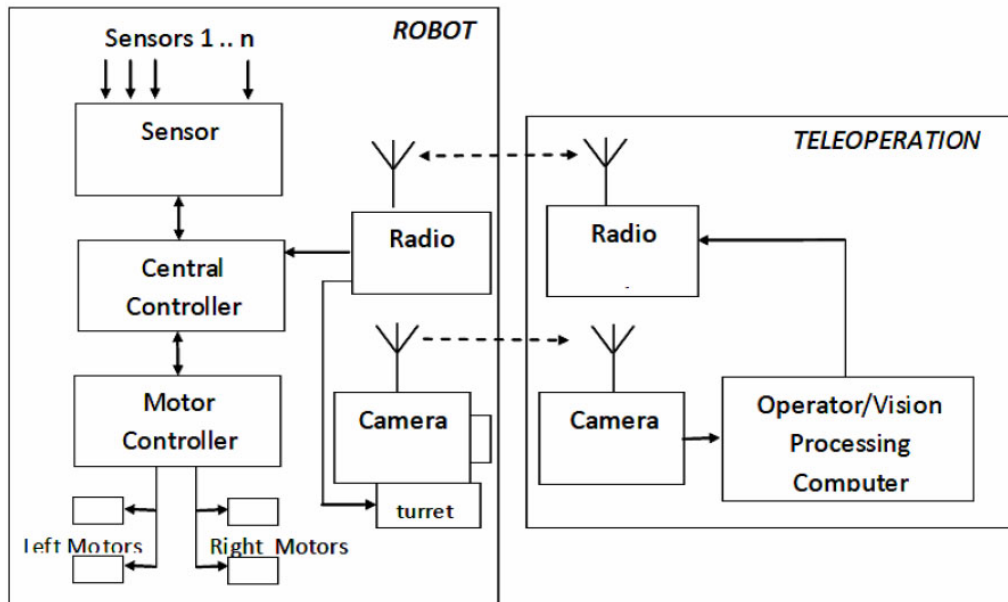 Sensors 1 .. n
ROBOT
Sensor
Central
Controller
Motor
Controller
Left Motors
Right Motors
Radio
Camera
turret
TELEOPERATION
Radio
Camera
Operator/Vision
Processing
Computer